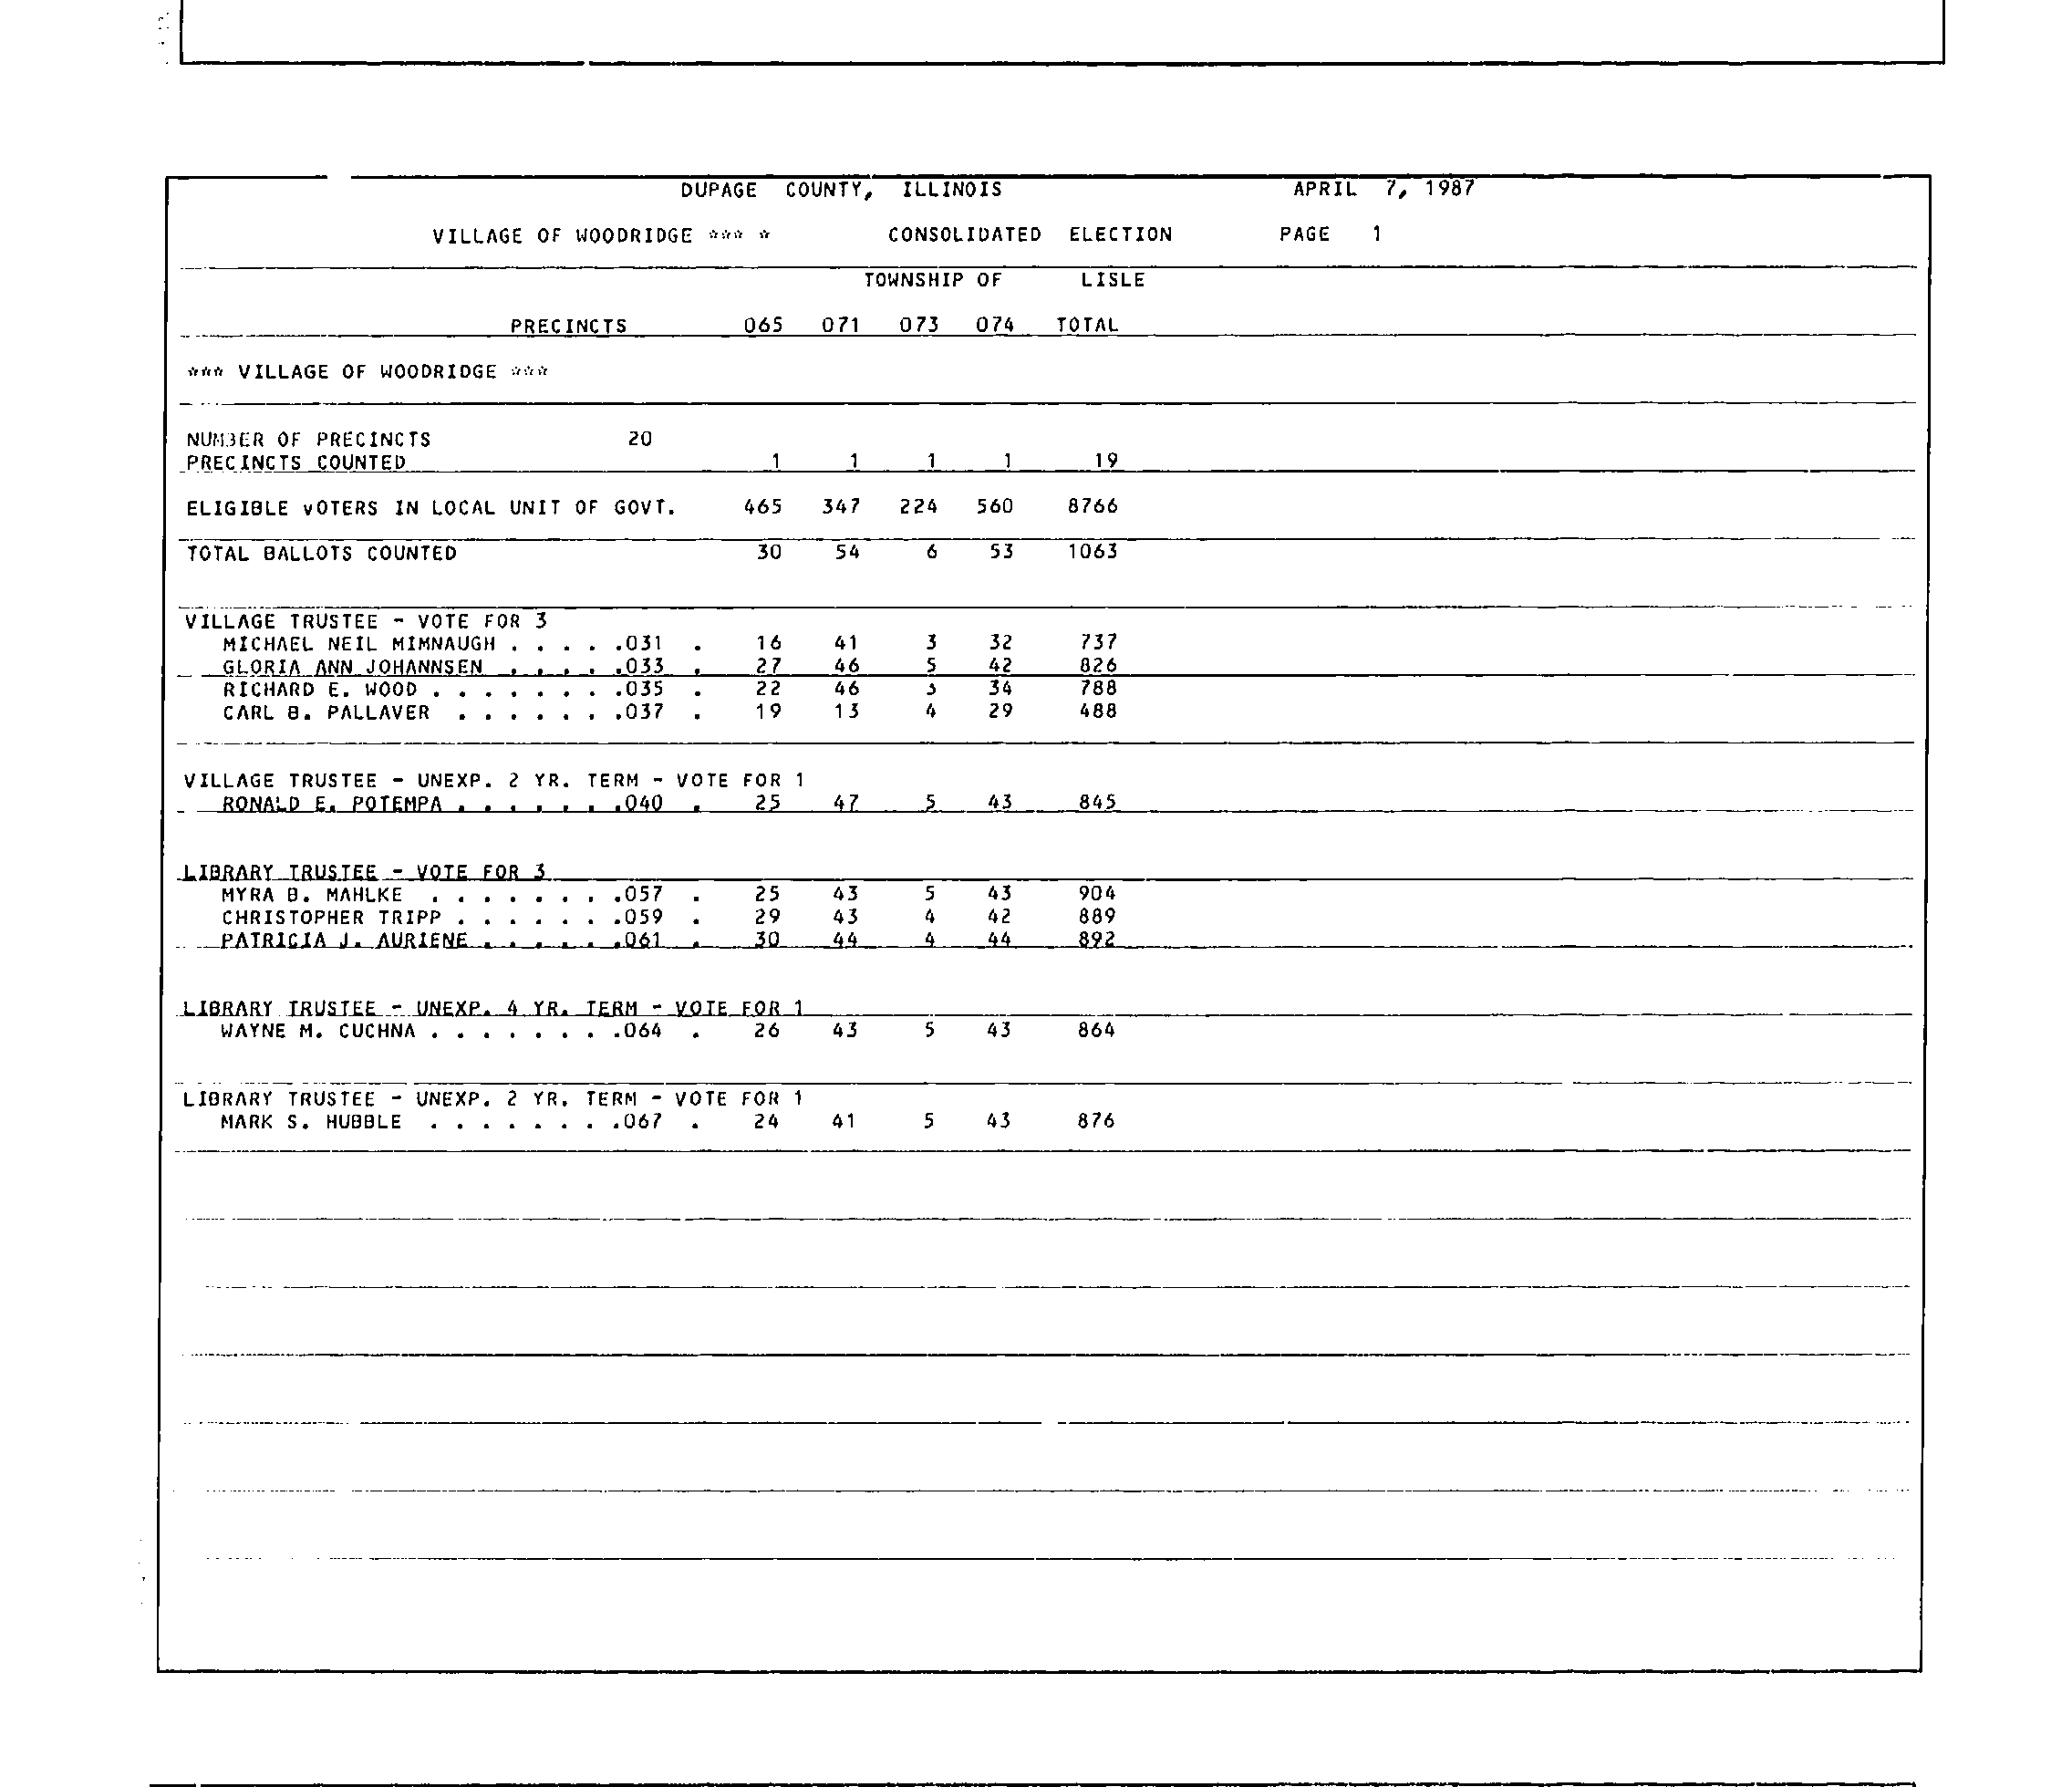 DUPAGE COUNTY, ILLINOIS APRIL 7, 1987
VILLAGE OF WOODRIDGE *** * CONSOLIDATED ELECTION PAGE 1
TOWNSHIP OF LISLE
PRECINCTS 065 071 073 074 TOTAL
*** VILLAGE OF WOODRIDGE ***
NUMBER OF PRECINCTS 20
PRECINCTS COUNTED 1 1 1 1 19
ELIGIBLE VOTERS IN LOCAL UNIT OF GOVT. 465 347 224 560 8766
TOTAL BALLOTS COUNTED 30 54 6 53 1063
VILLAGE TRUSTEE - VOTE FOR 3
MICHAEL NEIL MIMNAUGH . . . . .031 . 16 41 3 32 737
GLORIA ANN JOHANNSEN . . . . .033 . 27 46 5 42 826
RICHARD E. WOOD . . . . . . . .035 . 22 46 3 34 788
CARL B. PALLAVER . . . . . . .037 . 19 13 4 29 488
VILLAGE TRUSTEE - UNEXP. 2 YR. TERM - VOTE FOR 1
RONALD E. POTEMPA . . . . . . .040 . 25 47 5 43 845
LIBRARY TRUSTEE - VOTE FOR 3
MYRA B. MAHLKE . . . . . . . .057 . 25 43 5 43 904
CHRISTOPHER TRIPP . . . . . . .059 . 29 43 4 42 889
PATRICIA J. AURIENE . . . . . .061 . 30 44 4 44 892
LIBRARY TRUSTEE - UNEXP. 4 YR. TERM - VOTE FOR 1
WAYNE M. CUCHNA . . . . . . . .064 . 26 43 5 43 864
LIBRARY TRUSTEE - UNEXP. 2 YR. TERM - VOTE FOR 1
MARK S. HUBBLE . . . . . . . .067 . 24 41 5 43 876